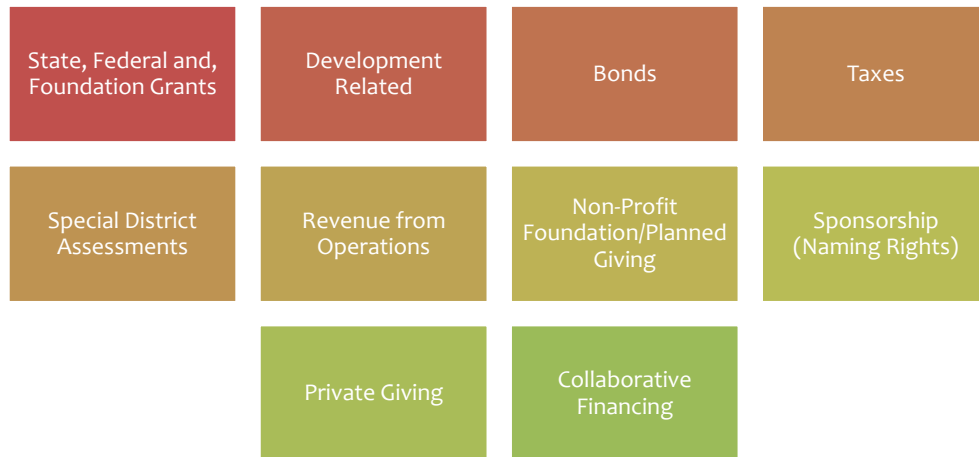 State, Federal and,
Foundation Grants
Development
Related
Bonds
Taxes
Special District
Assessments
Revenue from
Operations
Non-Profit
Foundation/Planned
Giving
Sponsorship
(Naming Rights)
Private Giving
Collaborative
Financing